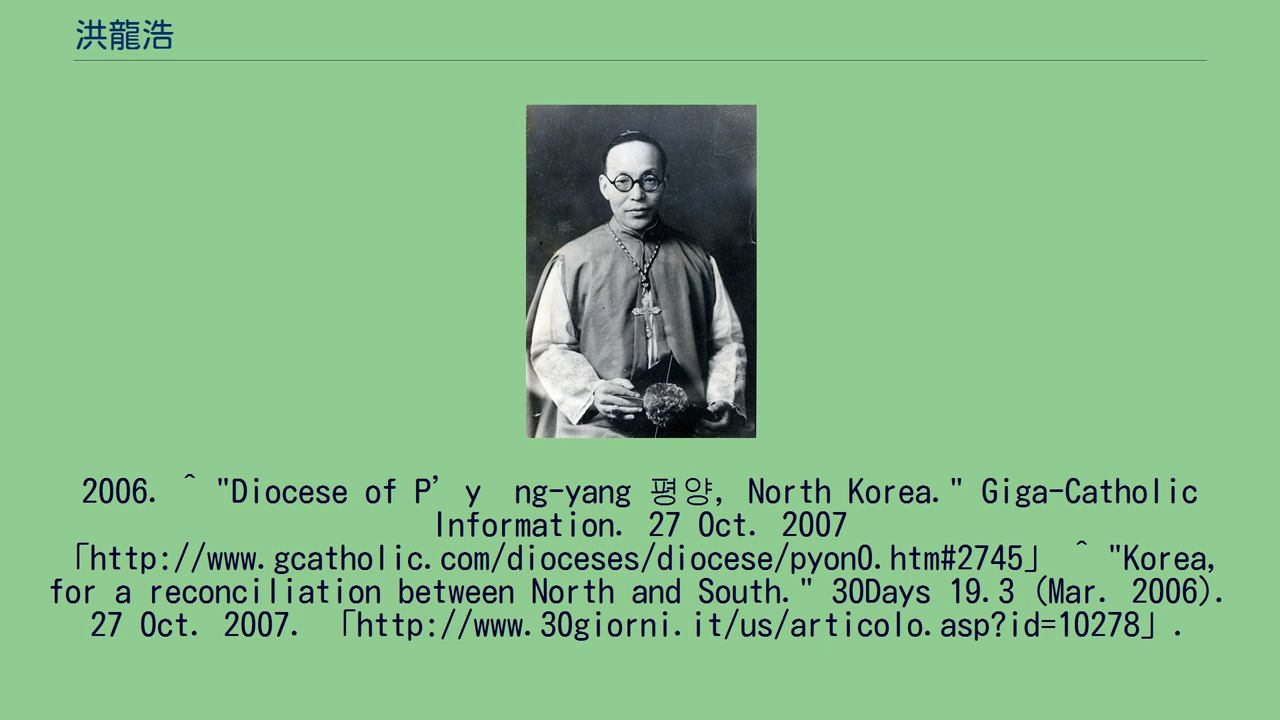 洪龍浩
2006. ^ "Diocese of P’y ng-yang 평양, North Korea." Giga-Catholic
Information. 27 Oct. 2007
「http://www.gcatholic.com/dioceses/diocese/pyon0.htm#2745」 ^ "Korea,
for a reconciliation between North and South." 30Days 19.3 (Mar. 2006).
27 Oct. 2007. 「http://www.30giorni.it/us/articolo.asp?id=10278」.